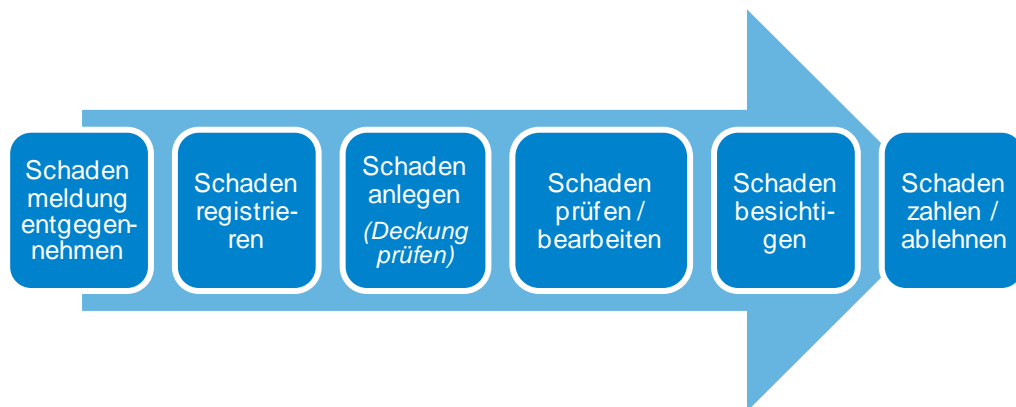 Schaden
meldung
entgegen-
nehmen
Schaden
registrie-
ren
Schaden
anlegen
(Deckung
prüfen)
Schaden
prüfen /
bearbeiten
Schaden
besichti-
gen
Schaden
zahlen /
ablehnen